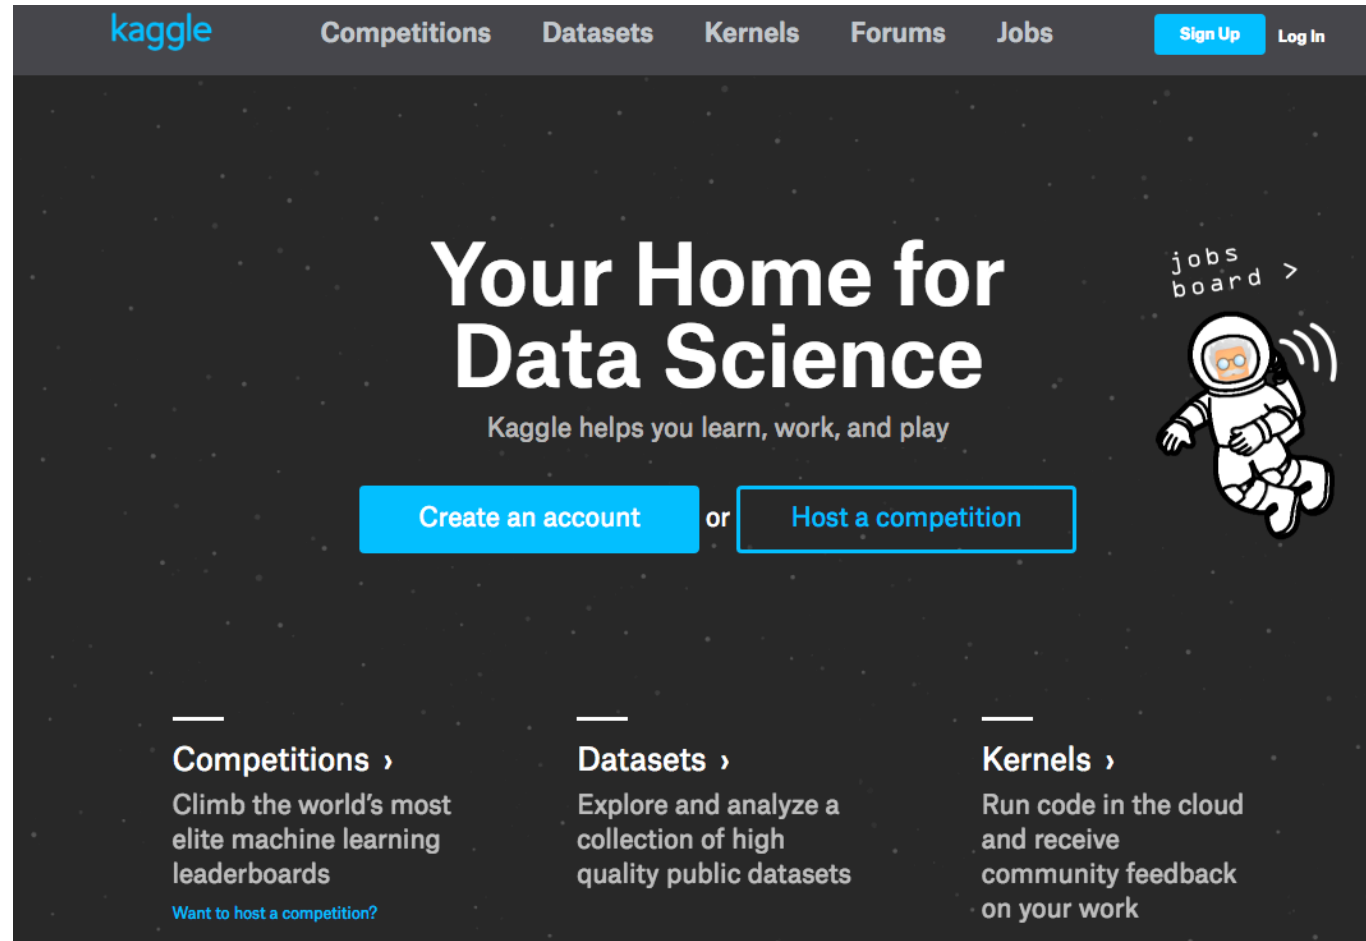 kaggle Competitions Datasets Kernels Forums Jobs Sign Up Log In
Your Home for
Data Science
Kaggle helps you learn, work, and play
Create an account or Host a competition
jobs
board >
Competitions ›
Climb the world's most
elite machine learning
leaderboards
Want to host a competition?
Datasets ›
Explore and analyze a
collection of high
quality public datasets
Kernels ›
Run code in the cloud
and receive
community feedback
on your work